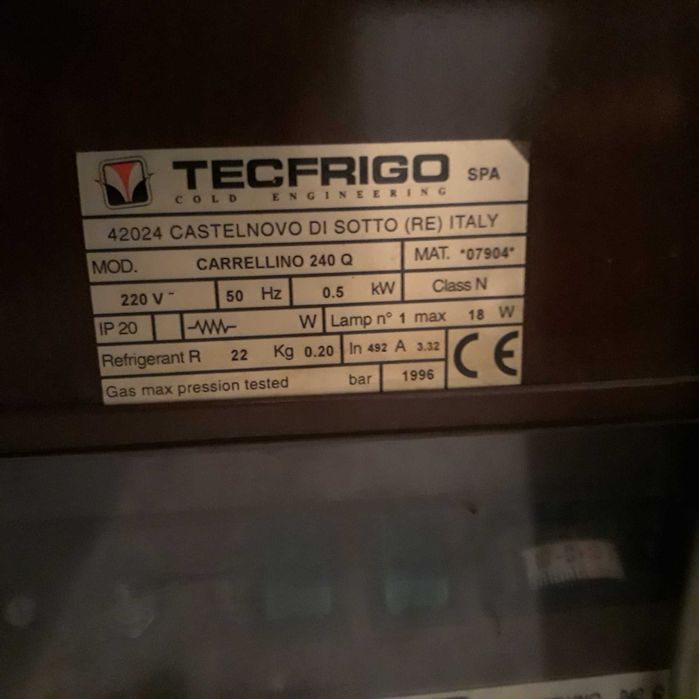 TECFRIGO SPA
COLD ENGINEERING
42024 CASTELNOVO DI SOTTO (RE) ITALY
MOD. CARRELLINO 240 Q MAT. *07904*
220 V ~ 50 Hz 0.5 kW Class N
IP 20 W Lamp n° 1 max 18 W
Refrigerant R 22 Kg 0.20 In 492 A 3.32 CE
Gas max pression tested bar 1996